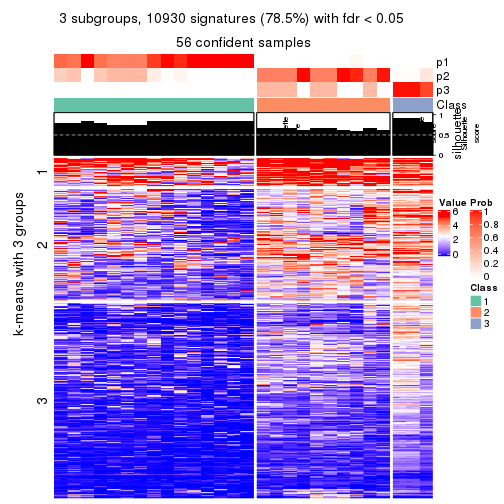 3 subgroups, 10930 signatures (78.5%) with fdr < 0.05
56 confident samples
p1
p2
p3
Class
1
0.5
0
silhouette
Silhouette
score
k-means with 3 groups
1
2
3
Value
6
4
2
0
Prob
1
0.8
0.6
0.4
0.2
0
Class
1
2
3